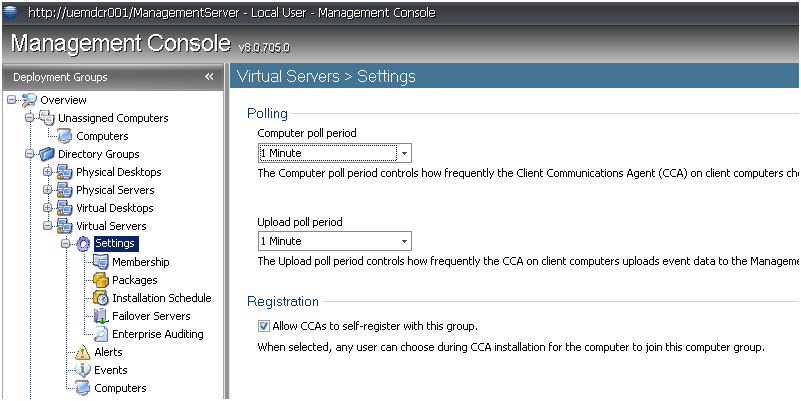 http://uemdcr001/ManagementServer - Local User - Management Console
Management Console v8.0.705.0
Deployment Groups «
Virtual Servers > Settings
Overview
Unassigned Computers
Computers
Directory Groups
Physical Desktops
Physical Servers
Virtual Desktops
Virtual Servers
Settings
Membership
Packages
Installation Schedule
Failover Servers
Enterprise Auditing
Alerts
Events
Computers
Polling
Computer poll period
1 Minute
The Computer poll period controls how frequently the Client Communications Agent (CCA) on client computers che
Upload poll period
1 Minute
The Upload poll period controls how frequently the CCA on client computers uploads event data to the Manageme
Registration
Allow CCAs to self-register with this group.
When selected, any user can choose during CCA installation for the computer to join this computer group.